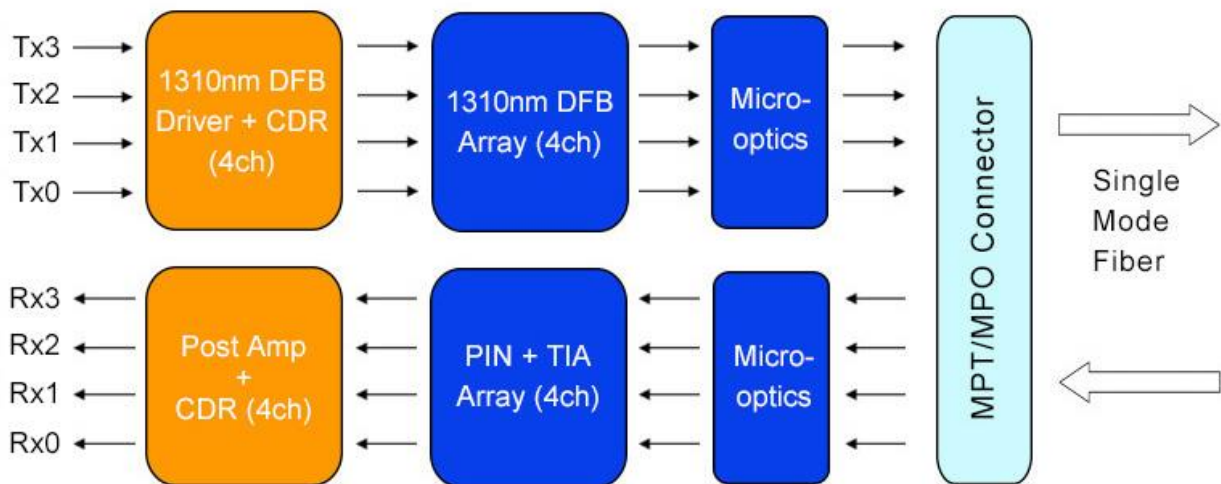 Tx3
Tx2
Tx1
Tx0
1310nm DFB
Driver + CDR
(4ch)
1310nm DFB
Array (4ch)
Micro-
optics
MPT/MPO Connector
Single
Mode
Fiber
Rx3
Rx2
Rx1
Rx0
Post Amp
+
CDR (4ch)
PIN + TIA
Array (4ch)
Micro-
optics